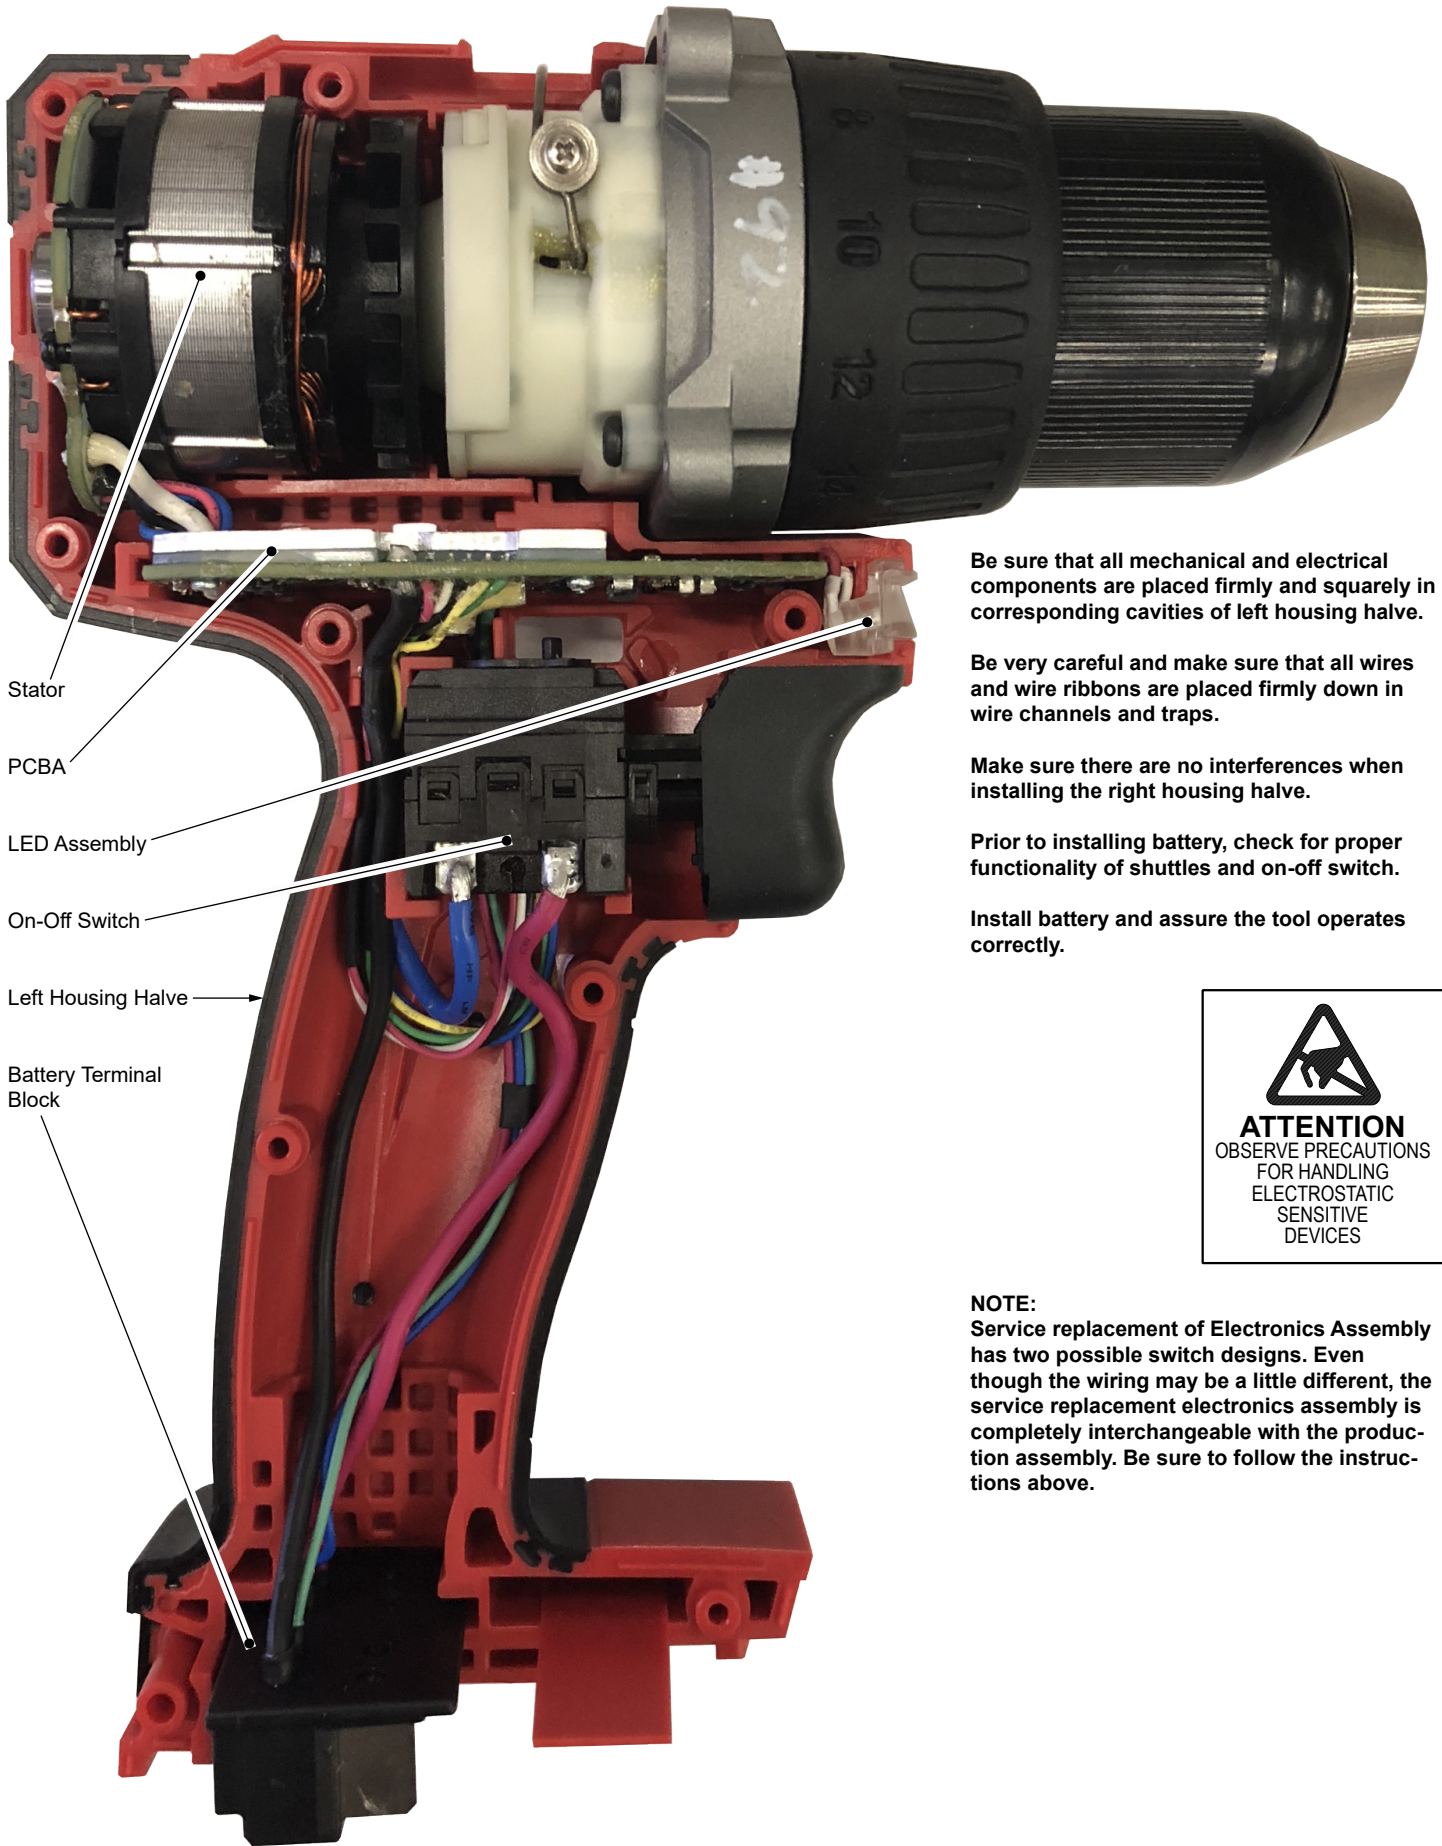 6
8
10
12
14
Stator
PCBA
LED Assembly
On-Off Switch
Left Housing Halve
Battery Terminal
Block
Be sure that all mechanical and electrical
components are placed firmly and squarely in
corresponding cavities of left housing halve.
Be very careful and make sure that all wires
and wire ribbons are placed firmly down in
wire channels and traps.
Make sure there are no interferences when
installing the right housing halve.
Prior to installing battery, check for proper
functionality of shuttles and on-off switch.
Install battery and assure the tool operates
correctly.
ATTENTION
OBSERVE PRECAUTIONS
FOR HANDLING
ELECTROSTATIC
SENSITIVE
DEVICES
NOTE:
Service replacement of Electronics Assembly
has two possible switch designs. Even
though the wiring may be a little different, the
service replacement electronics assembly is
completely interchangeable with the produc-
tion assembly. Be sure to follow the instruc-
tions above.